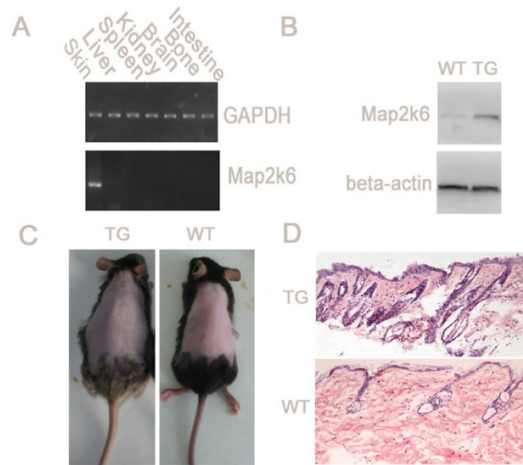 A
Skin
Liver
Spleen
Kidney
Brain
Bone
Intestine
GAPDH
Map2k6
B
WT TG
Map2k6
beta-actin
C
TG WT
D
TG
WT